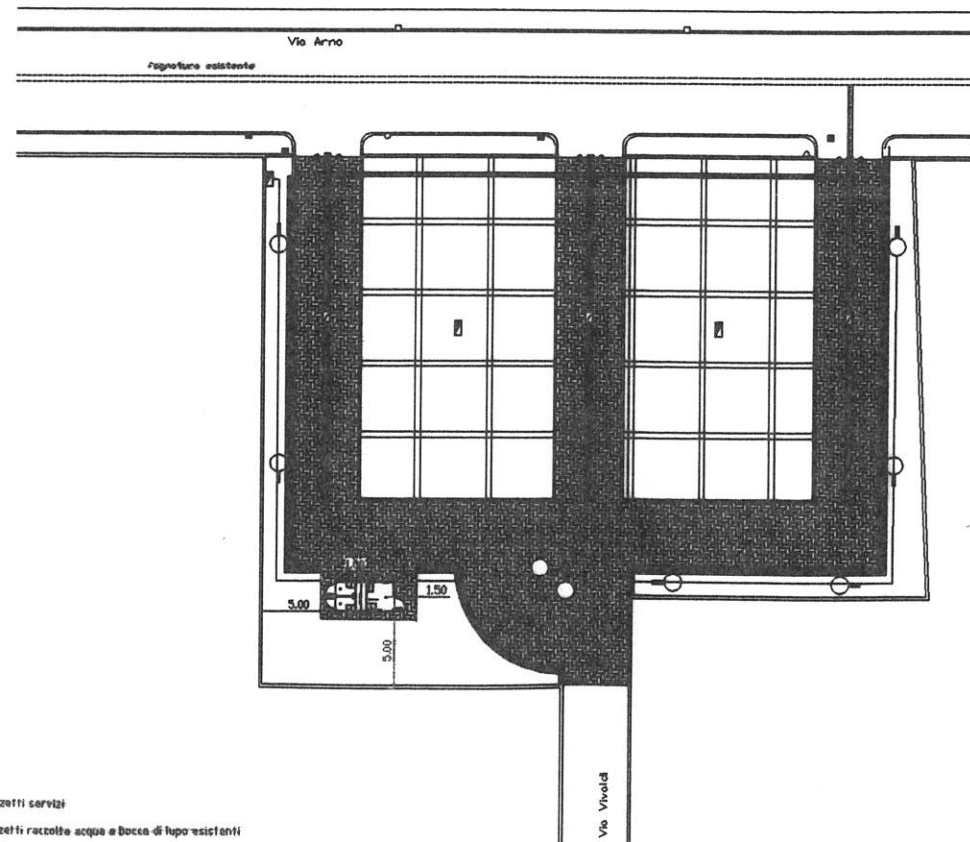 Via Arno
fognatura esistente
1.50
5.00
5.00
Via Vivaldi
zetti servizi
zetti raccolta acqua a bocca di lupo esistenti